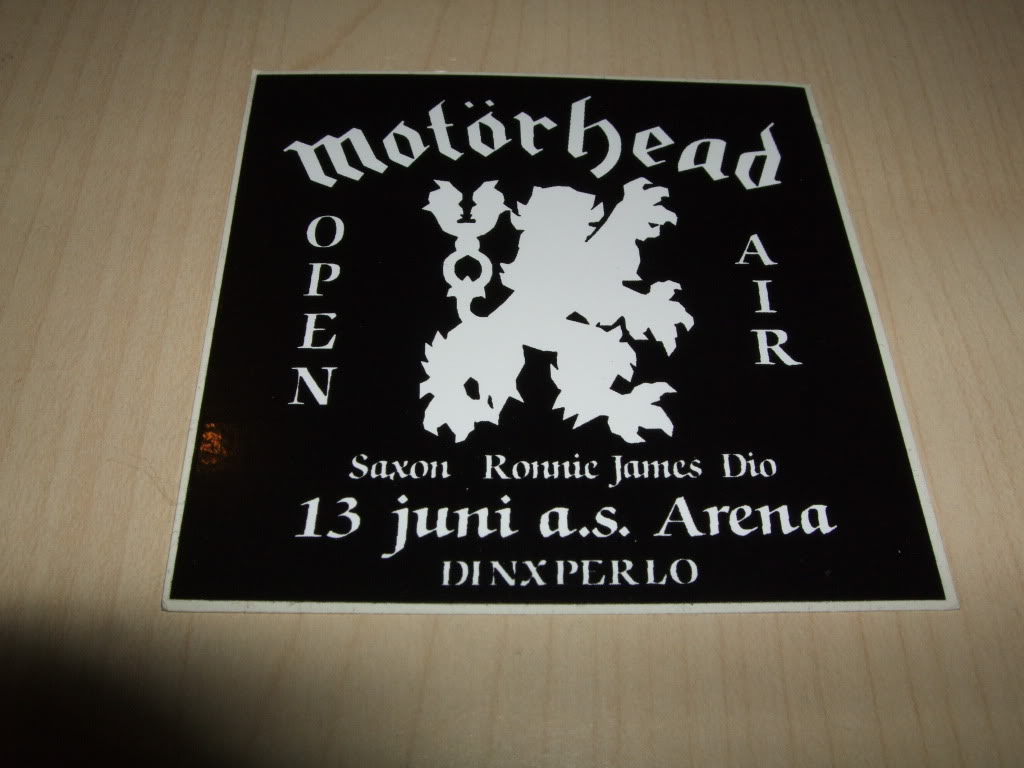 motörhead
OPEN
AIR
Saxon Ronnie James Dio
13 juni a.s. Arena
DINXPERLO